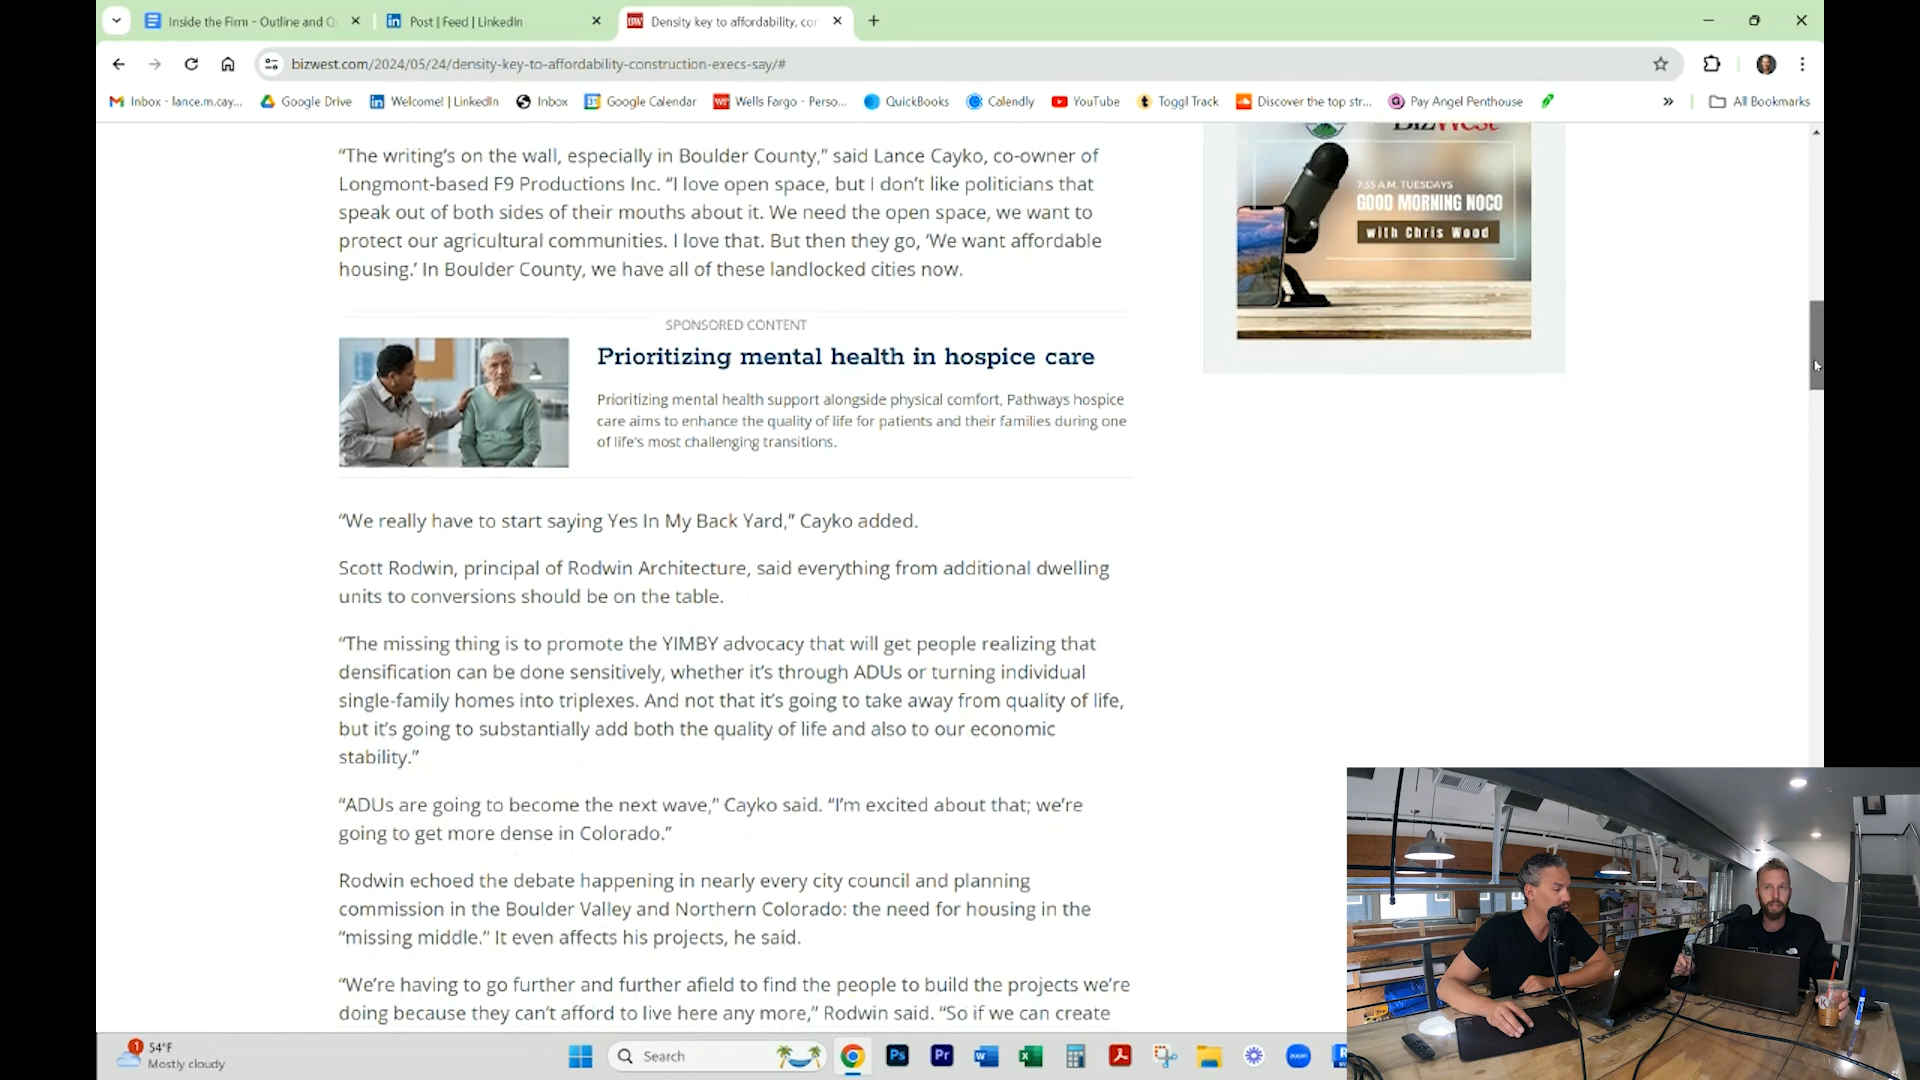 Inside the Firm - Outline and Q
Post | Feed | LinkedIn
Density key to affordability, cor
bizwest.com/2024/05/24/density-key-to-affordability-construction-execs-say/#
Inbox - lance.m.cay...
Google Drive
Welcome! | LinkedIn
Inbox
Google Calendar
Wells Fargo - Perso...
QuickBooks
Calendly
YouTube
Toggl Track
Discover the top str...
Pay Angel Penthouse
»
All Bookmarks
“The writing’s on the wall, especially in Boulder County,” said Lance Cayko, co-owner of
Longmont-based F9 Productions Inc. “I love open space, but I don’t like politicians that
speak out of both sides of their mouths about it. We need the open space, we want to
protect our agricultural communities. I love that. But then they go, ‘We want affordable
housing.’ In Boulder County, we have all of these landlocked cities now.
BizWest
7:35 A.M. TUESDAYS
GOOD MORNING NOCO
with Chris Wood
SPONSORED CONTENT
Prioritizing mental health in hospice care
Prioritizing mental health support alongside physical comfort, Pathways hospice
care aims to enhance the quality of life for patients and their families during one
of life's most challenging transitions.
“We really have to start saying Yes In My Back Yard,” Cayko added.
Scott Rodwin, principal of Rodwin Architecture, said everything from additional dwelling
units to conversions should be on the table.
“The missing thing is to promote the YIMBY advocacy that will get people realizing that
densification can be done sensitively, whether it’s through ADUs or turning individual
single-family homes into triplexes. And not that it’s going to take away from quality of life,
but it’s going to substantially add both the quality of life and also to our economic
stability.”
“ADUs are going to become the next wave,” Cayko said. “I’m excited about that; we’re
going to get more dense in Colorado.”
Rodwin echoed the debate happening in nearly every city council and planning
commission in the Boulder Valley and Northern Colorado: the need for housing in the
“missing middle.” It even affects his projects, he said.
“We’re having to go further and further afield to find the people to build the projects we’re
doing because they can’t afford to live here any more,” Rodwin said. “So if we can create
1
54°F
Mostly cloudy
Search
Ps
Pr
zoom